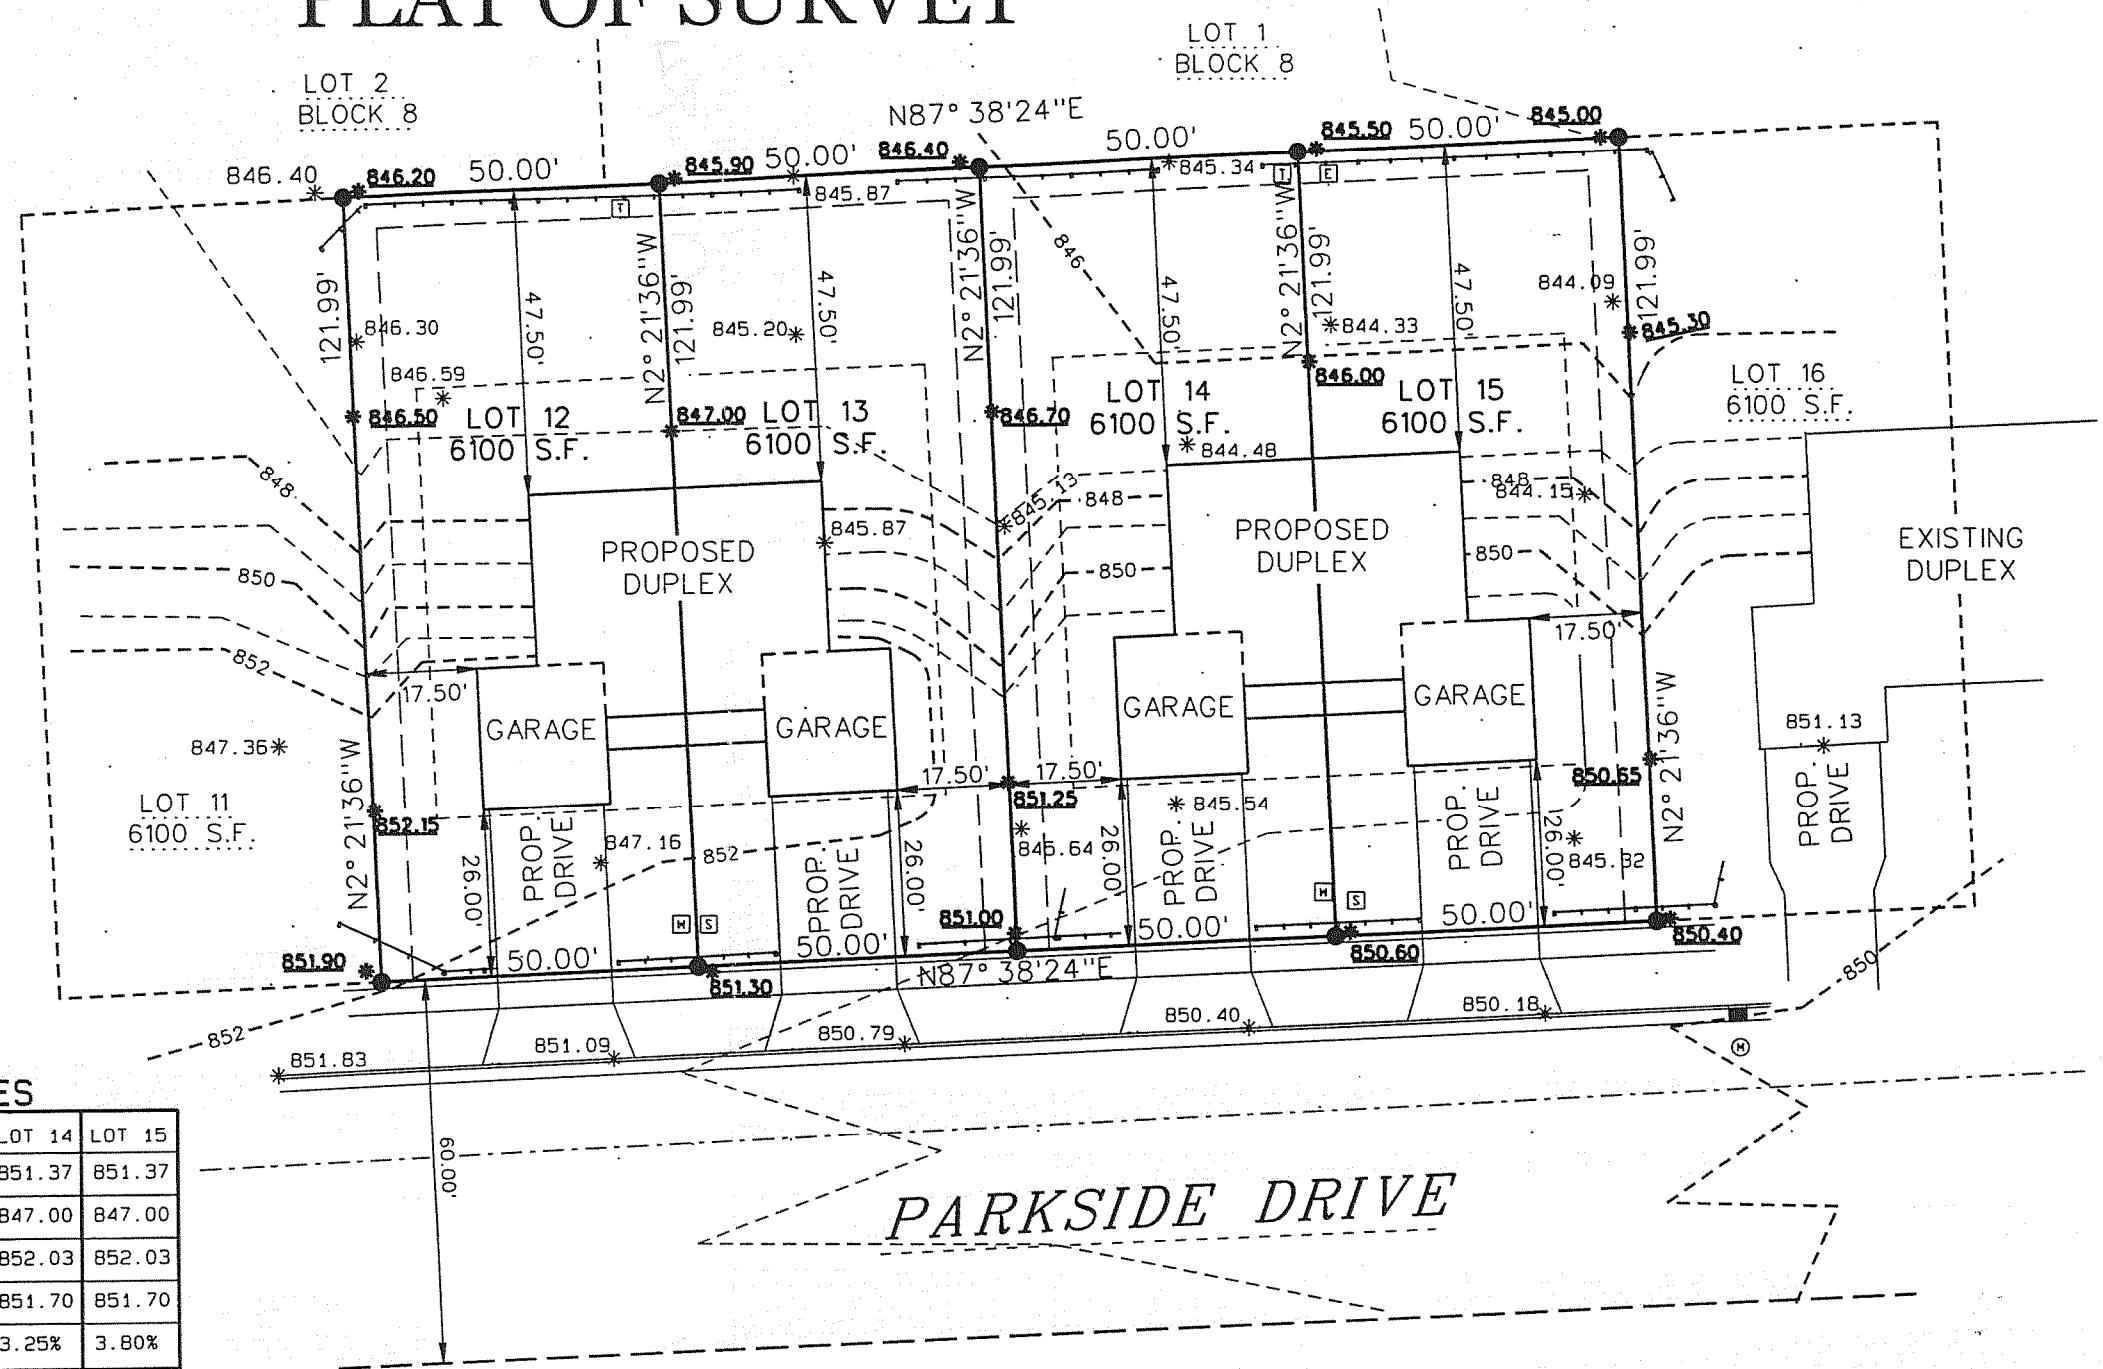 PLAT OF SURVEY
LOT 1
BLOCK 8
LOT 2
BLOCK 8
N87° 38'24"E
846.40
846.20
50.00'
845.90
50.00'
846.40
50.00'
845.50
50.00'
845.00
845.87
845.34
T
T
E
N2° 21'36"W
121.99'
N2° 21'36"W
121.99'
N2° 21'36"W
121.99'
121.99'
121.99'
47.50'
47.50'
47.50'
47.50'
846
846.30
845.20
844.33
844.09
845.30
846.59
846.50
847.00
846.70
846.00
LOT 12
6100 S.F.
LOT 13
6100 S.F.
LOT 14
6100 S.F.
LOT 15
6100 S.F.
LOT 16
6100 S.F.
844.48
848
845.13
848
848
844.15
845.87
850
850
850
PROPOSED
DUPLEX
PROPOSED
DUPLEX
EXISTING
DUPLEX
852
17.50'
17.50'
GARAGE
GARAGE
GARAGE
GARAGE
847.36
851.13
17.50'
17.50'
850.65
851.25
LOT 11
6100 S.F.
N2° 21'36"W
852.15
N2° 21'36"W
26.00'
PROP.
DRIVE
847.16
852
PROP.
DRIVE
26.00'
845.64
26.00'
PROP.
DRIVE
845.54
PROP.
DRIVE
26.00'
845.32
PROP.
DRIVE
W
S
W
S
851.90
50.00'
851.30
50.00'
851.00
50.00'
850.60
50.00'
850.40
N87° 38'24"E
850
852
851.83
851.09
850.79
850.40
850.18
M
60.00'
PARKSIDE DRIVE
ES
LOT 14 LOT 15
851.37 851.37
847.00 847.00
852.03 852.03
851.70 851.70
3.25% 3.80%